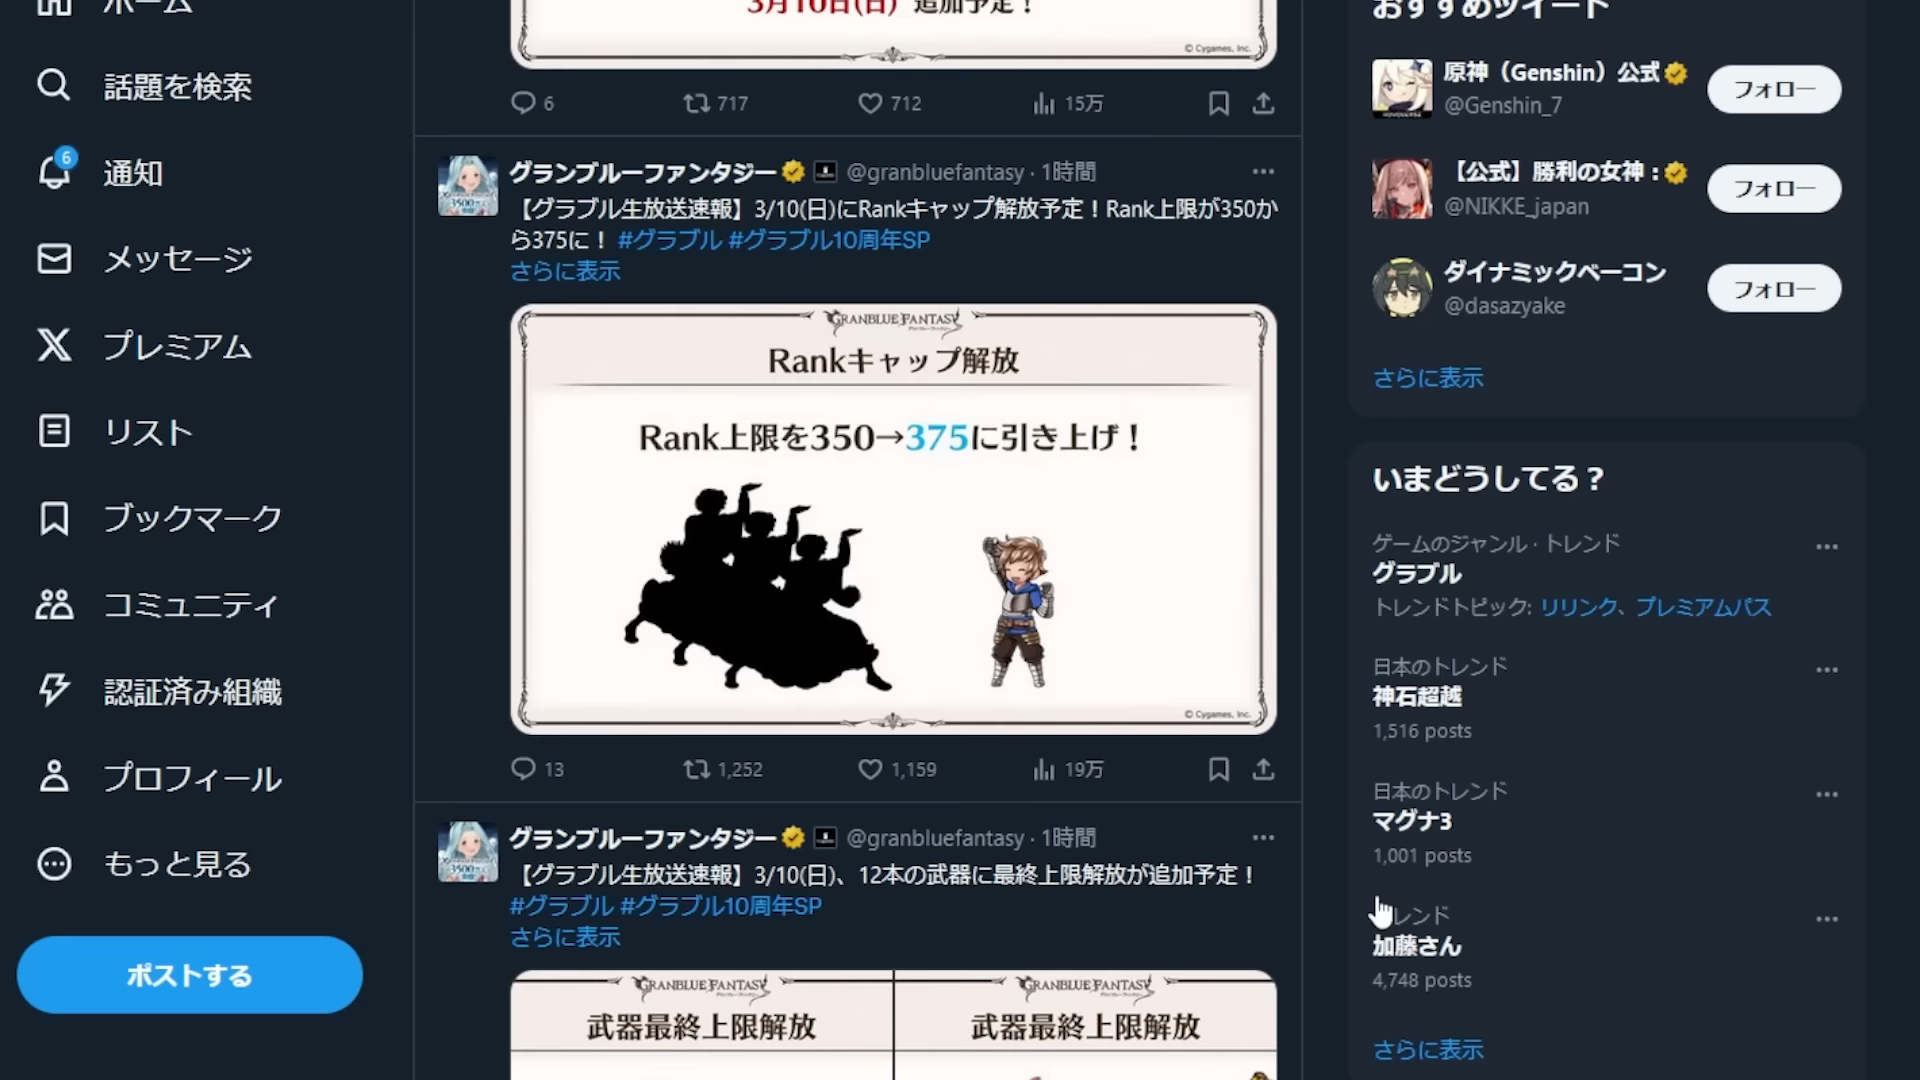 ホーム
話題を検索
6
通知
メッセージ
プレミアム
リスト
ブックマーク
コミュニティ
認証済み組織
プロフィール
もっと見る
ポストする
3月10日(日) 追加予定！
© Cygames, Inc.
6 717 712 15万
グランブルーファンタジー @granbluefantasy · 1時間
【グラブル生放送速報】3/10(日)にRankキャップ解放予定！Rank上限が350か
ら375に！ #グラブル #グラブル10周年SP
さらに表示
GRANBLUE FANTASY
Rankキャップ解放
Rank上限を350→375に引き上げ！
© Cygames, Inc.
13 1,252 1,159 19万
グランブルーファンタジー @granbluefantasy · 1時間
【グラブル生放送速報】3/10(日)、12本の武器に最終上限解放が追加予定！
#グラブル #グラブル10周年SP
さらに表示
GRANBLUE FANTASY
武器最終上限解放
GRANBLUE FANTASY
武器最終上限解放
おすすめツイート
原神（Genshin）公式
@Genshin_7
フォロー
【公式】勝利の女神：
@NIKKE_japan
フォロー
ダイナミックベーコン
@dasazyake
フォロー
さらに表示
いまどうしてる？
ゲームのジャンル · トレンド
グラブル
トレンドトピック: リリンク、プレミアムパス
日本のトレンド
神石超越
1,516 posts
日本のトレンド
マグナ3
1,001 posts
レンド
加藤さん
4,748 posts
さらに表示